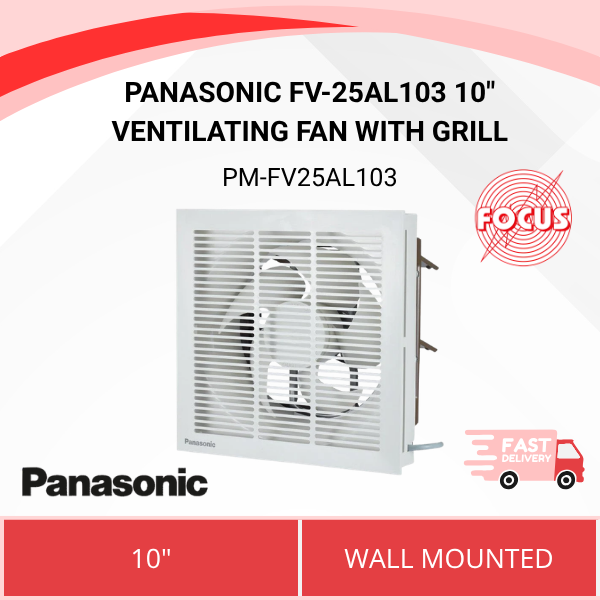 PANASONIC FV-25AL103 10"
VENTILATING FAN WITH GRILL
PM-FV25AL103
FOCUS
Panasonic
FAST
DELIVERY
Panasonic
10"
WALL MOUNTED